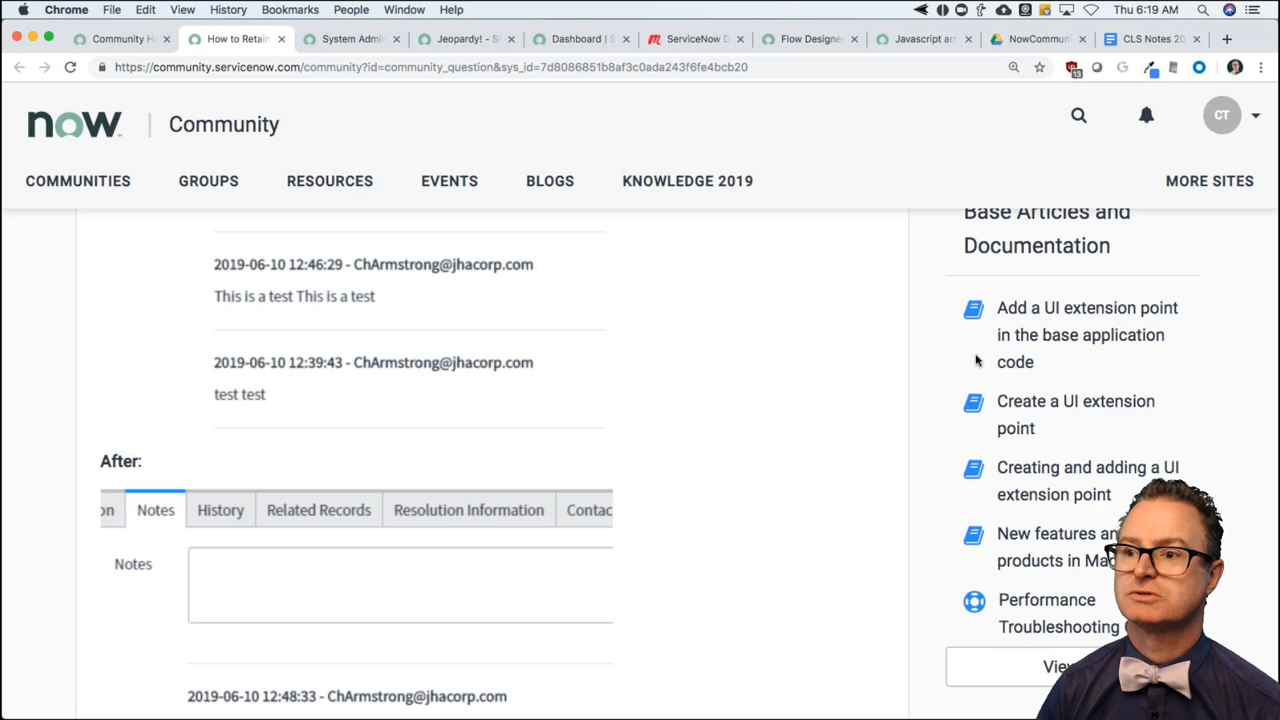 Chrome File Edit View History Bookmarks People Window Help Thu 6:19 AM
Community H
How to Retain
System Admi
Jeopardy! - S
Dashboard | S
ServiceNow D
Flow Designe
Javascript ar
NowCommuni
CLS Notes 20
https://community.servicenow.com/community?id=community_question&sys_id=7d8086851b8af3c0ada243f6fe4bcb20
13
now Community
CT
COMMUNITIES GROUPS RESOURCES EVENTS BLOGS KNOWLEDGE 2019 MORE SITES
2019-06-10 12:46:29 - ChArmstrong@jhacorp.com
This is a test This is a test
2019-06-10 12:39:43 - ChArmstrong@jhacorp.com
test test
After:
on Notes History Related Records Resolution Information Contac
Notes
2019-06-10 12:48:33 - ChArmstrong@jhacorp.com
Base Articles and
Documentation
Add a UI extension point
in the base application
code
Create a UI extension
point
Creating and adding a UI
extension point
New features an
products in Mad
Performance
Troubleshooting
View